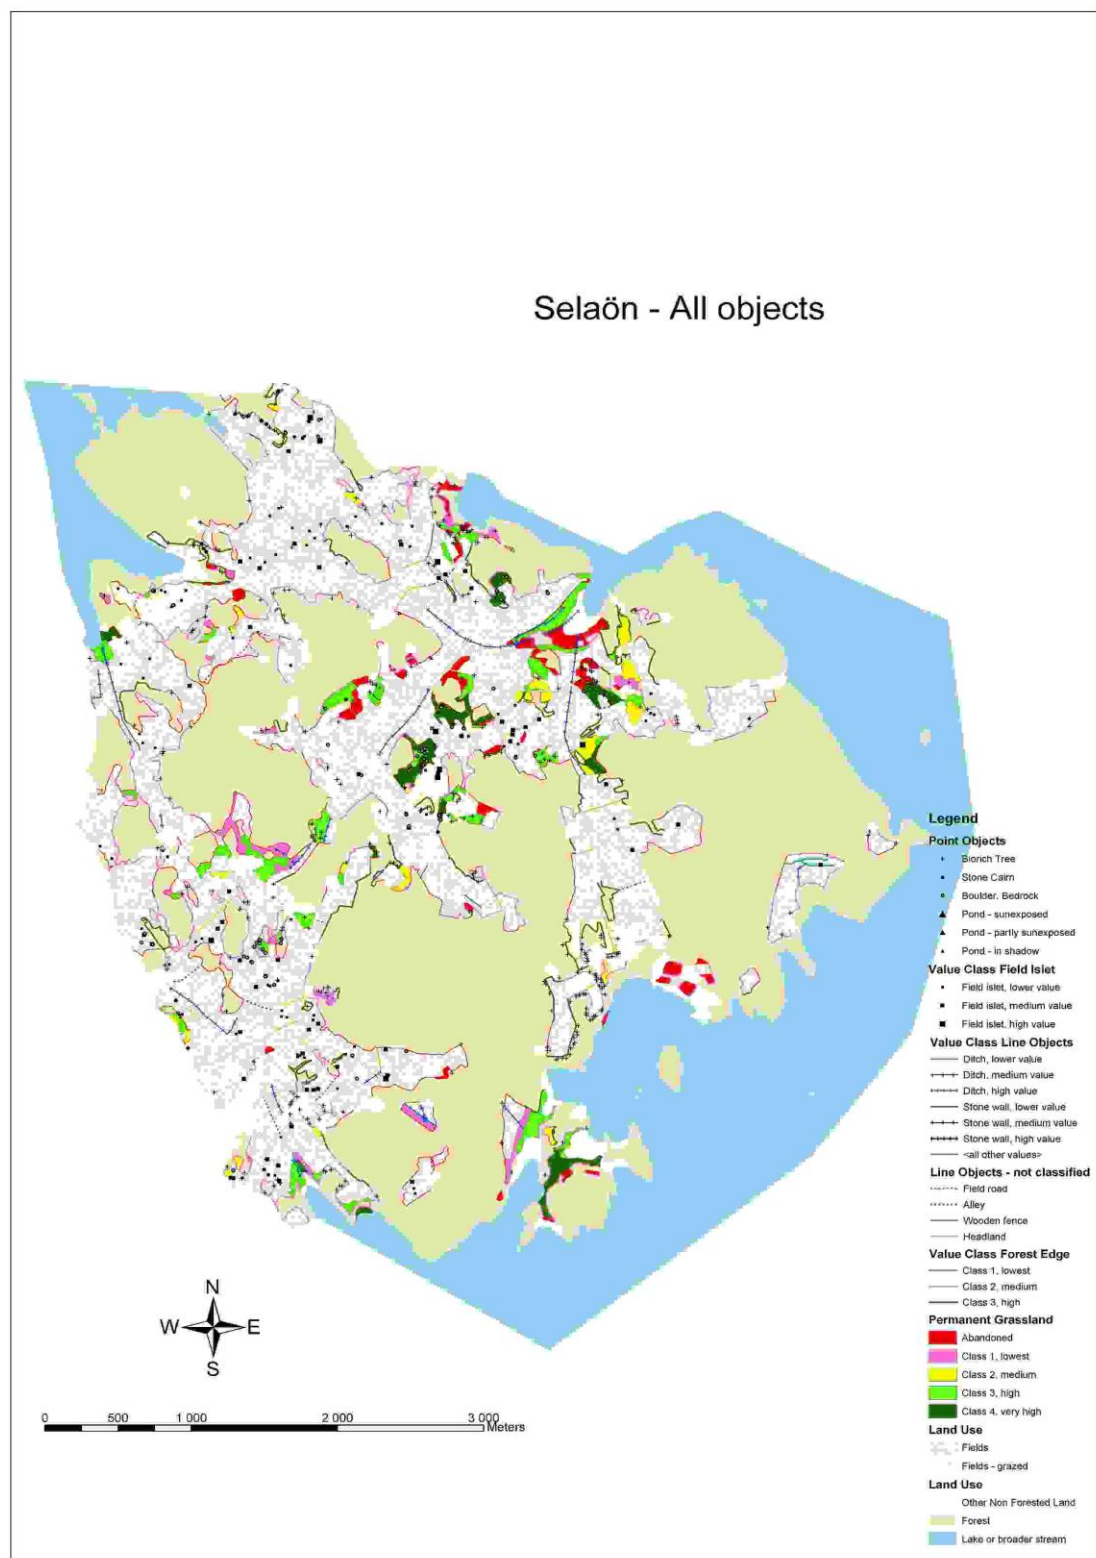 Selaön - All objects
Legend
Point Objects
Biorich Tree
Stone Cairn
Boulder, Bedrock
Pond - sunexposed
Pond - partly sunexposed
Pond - in shadow
Value Class Field Islet
Field islet, lower value
Field islet, medium value
Field islet, high value
Value Class Line Objects
Ditch, lower value
Ditch, medium value
Ditch, high value
Stone wall, lower value
Stone wall, medium value
Stone wall, high value
<all other values>
Line Objects - not classified
Field road
Alley
Wooden fence
Headland
Value Class Forest Edge
Class 1, lowest
Class 2, medium
Class 3, high
Permanent Grassland
Abandoned
Class 1, lowest
Class 2, medium
Class 3, high
Class 4, very high
Land Use
Fields
Fields - grazed
Land Use
Other Non Forested Land
Forest
Lake or broader stream
N
W E
S
0 500 1 000 2 000 3 000
Meters